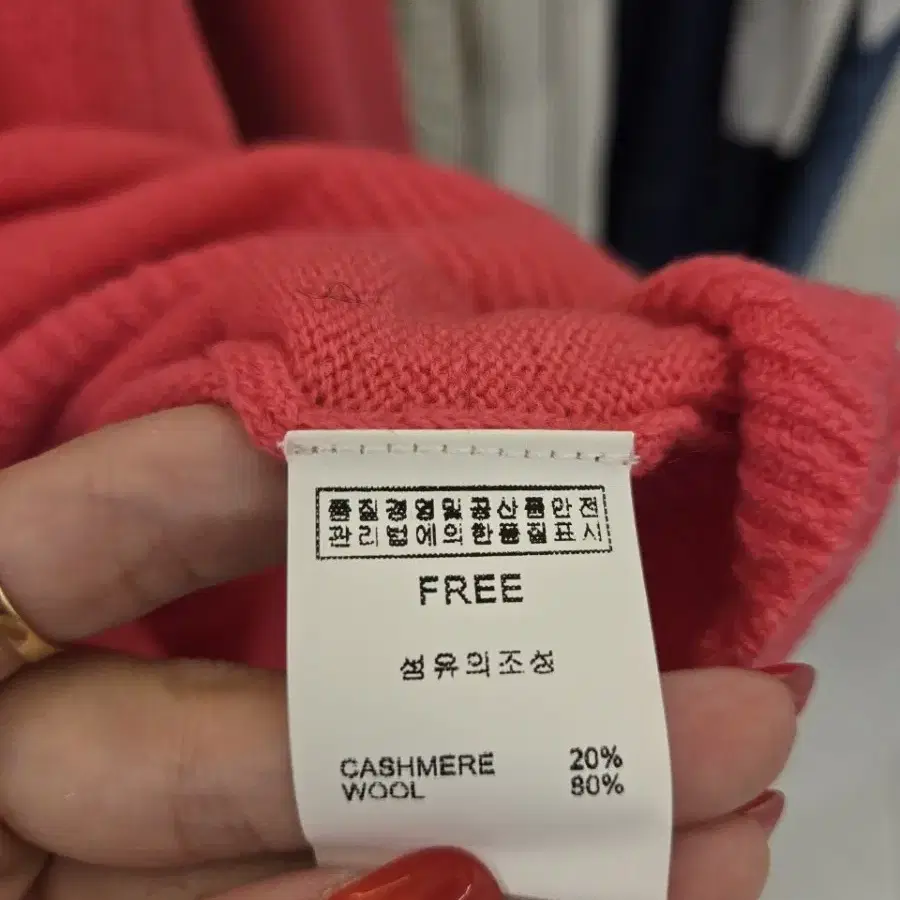 품질경영및공산품안전
관리법에의한품질표시
FREE
섬유의조성
CASHMERE 20%
WOOL 80%